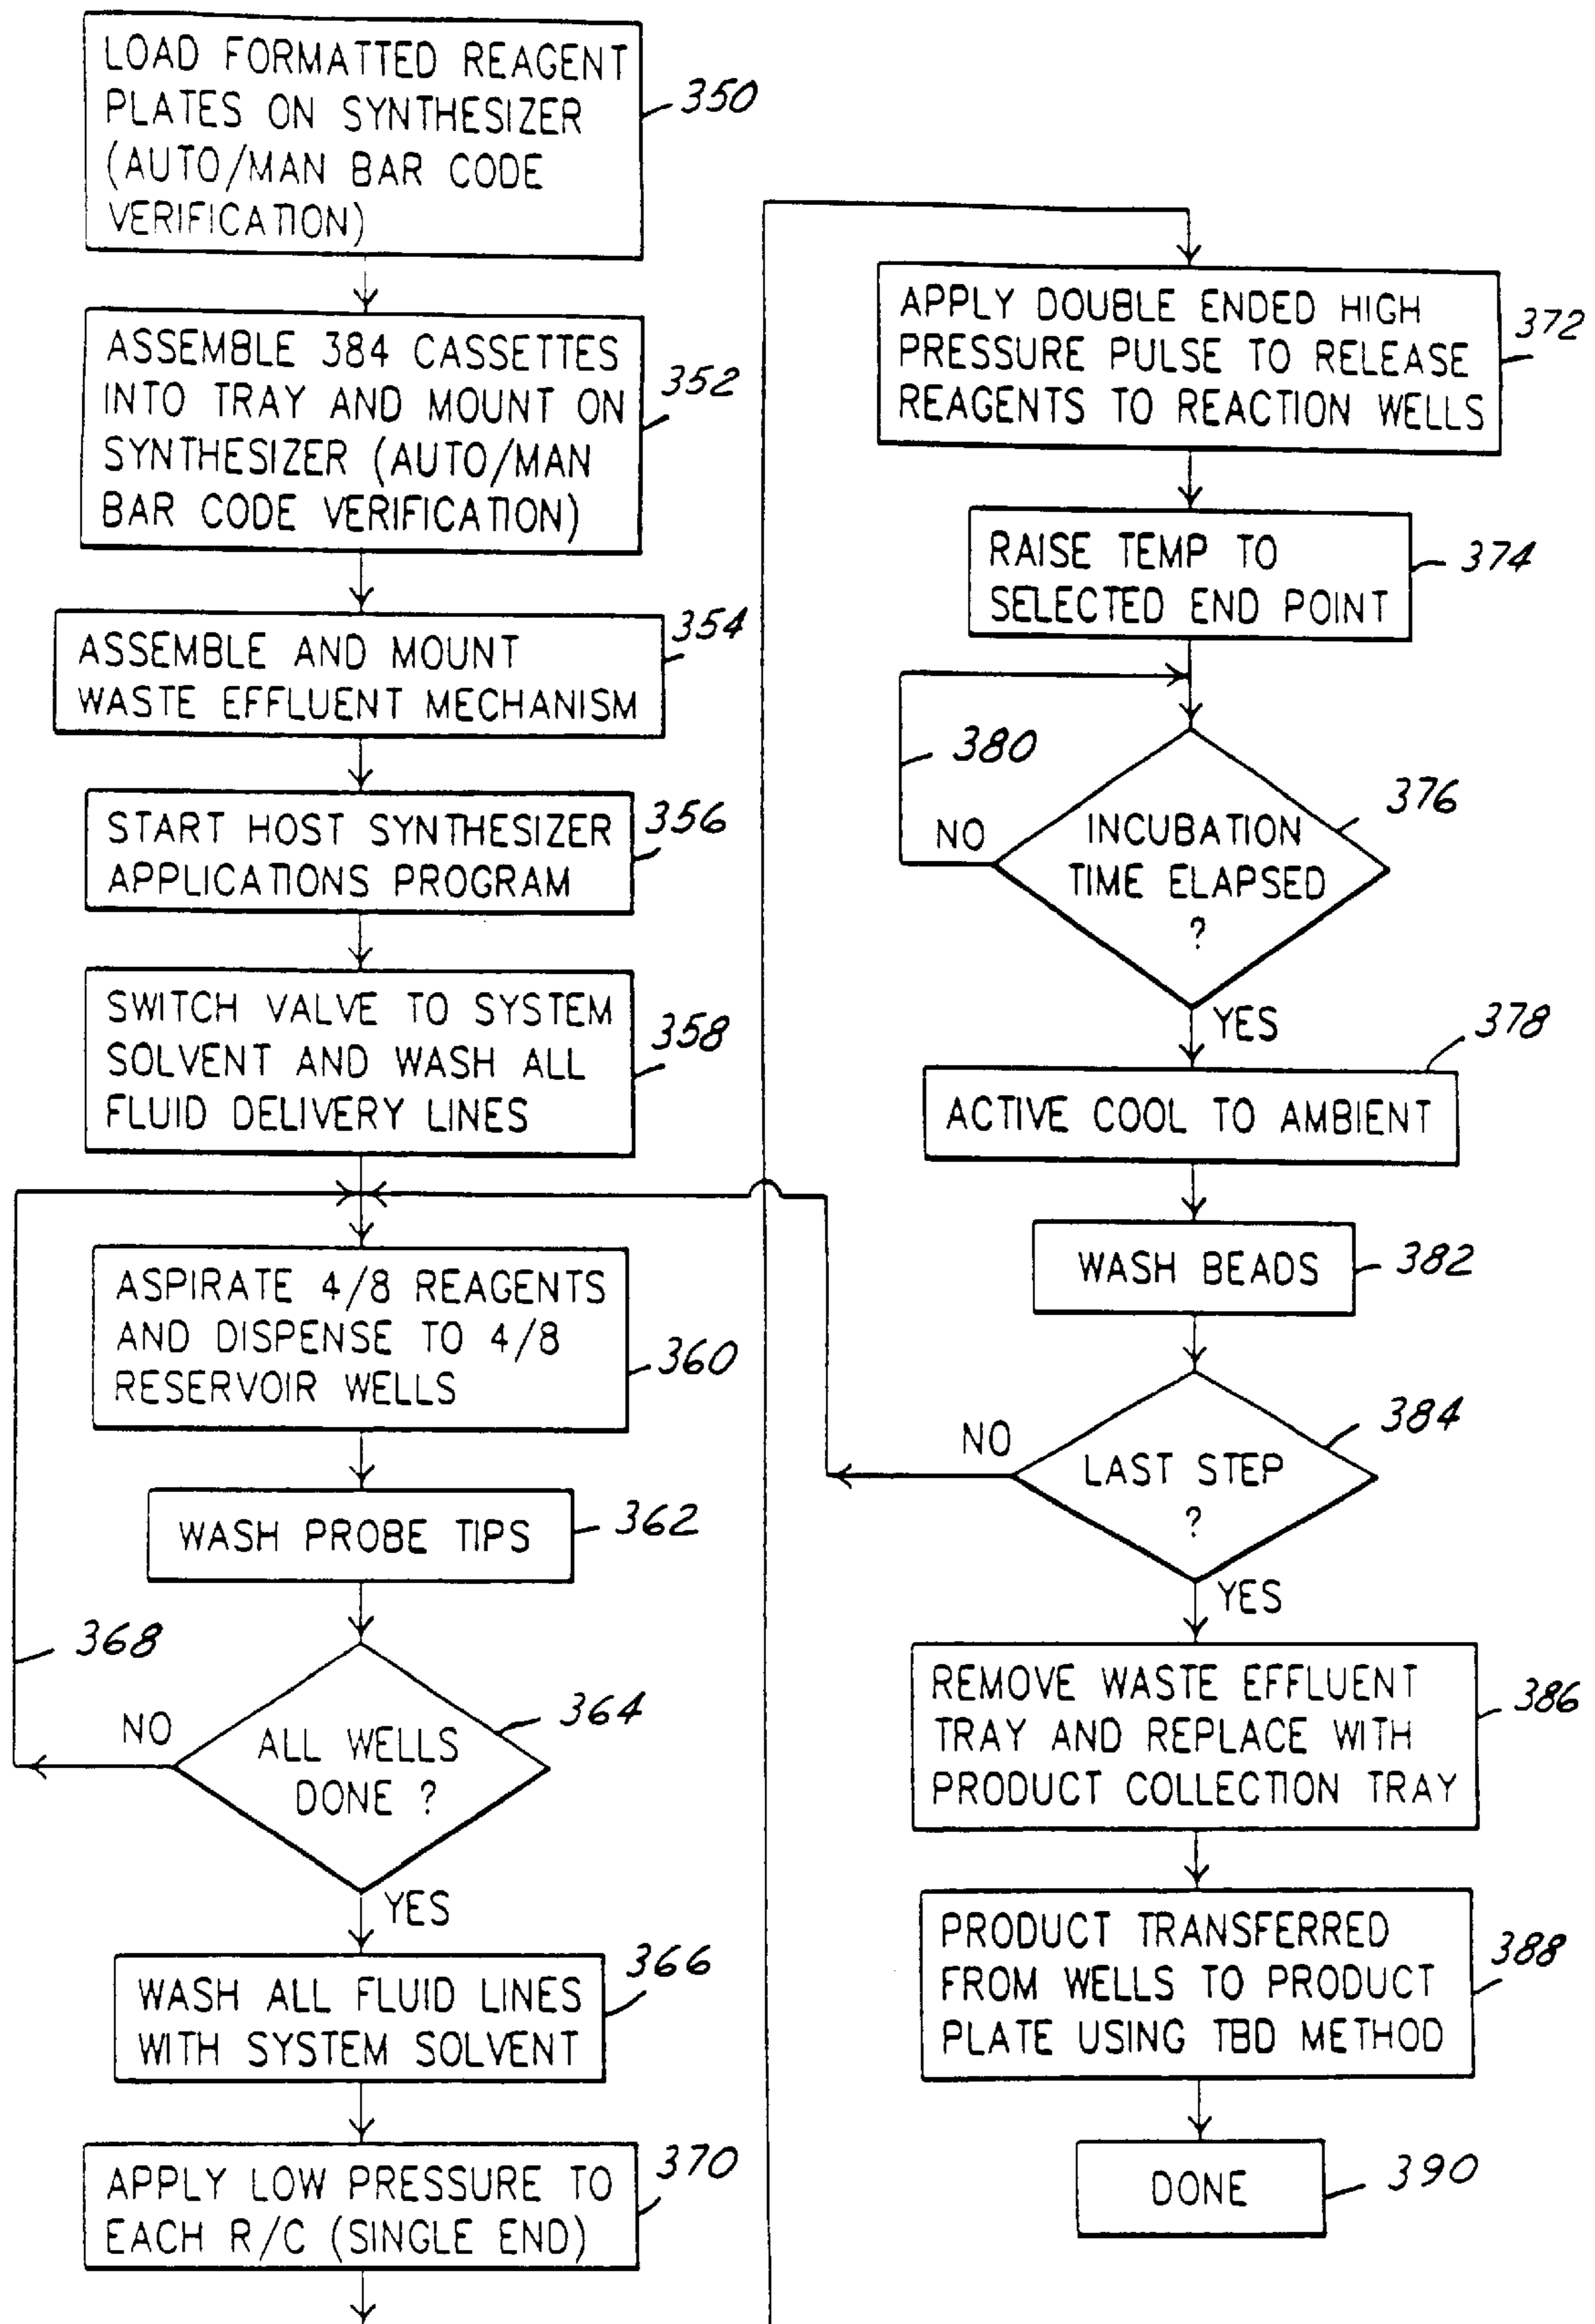 LOAD FORMATTED REAGENT
PLATES ON SYNTHESIZER
(AUTO/MAN BAR CODE
VERIFICATION)
350
ASSEMBLE 384 CASSETTES
INTO TRAY AND MOUNT ON
SYNTHESIZER (AUTO/MAN
BAR CODE VERIFICATION)
352
ASSEMBLE AND MOUNT
WASTE EFFLUENT MECHANISM
354
START HOST SYNTHESIZER
APPLICATIONS PROGRAM
356
SWITCH VALVE TO SYSTEM
SOLVENT AND WASH ALL
FLUID DELIVERY LINES
358
ASPIRATE 4/8 REAGENTS
AND DISPENSE TO 4/8
RESERVOIR WELLS
360
WASH PROBE TIPS
362
368
NO
ALL WELLS
DONE ?
364
YES
WASH ALL FLUID LINES
WITH SYSTEM SOLVENT
366
APPLY LOW PRESSURE TO
EACH R/C (SINGLE END)
370
APPLY DOUBLE ENDED HIGH
PRESSURE PULSE TO RELEASE
REAGENTS TO REACTION WELLS
372
RAISE TEMP TO
SELECTED END POINT
374
380
NO
INCUBATION
TIME ELAPSED
?
376
YES
378
ACTIVE COOL TO AMBIENT
WASH BEADS
382
NO
LAST STEP
?
384
YES
REMOVE WASTE EFFLUENT
TRAY AND REPLACE WITH
PRODUCT COLLECTION TRAY
386
PRODUCT TRANSFERRED
FROM WELLS TO PRODUCT
PLATE USING TBD METHOD
388
DONE
390